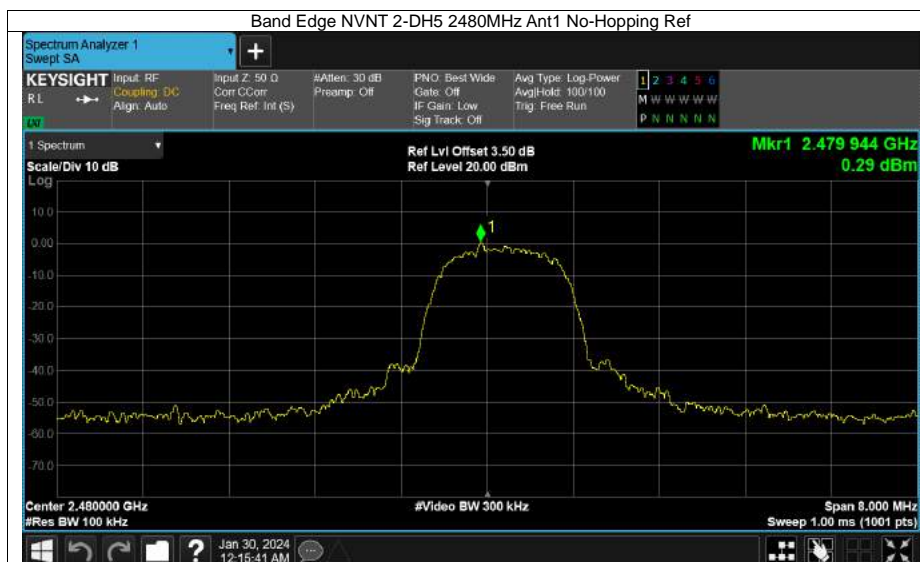 Band Edge NVNT 2-DH5 2480MHz Ant1 No-Hopping Ref
Spectrum Analyzer 1
Swept SA
KEYSIGHT
R L
LXI
Input: RF
Coupling: DC
Align: Auto
Input Z: 50 Ω
Corr CCorr
Freq Ref: Int (S)
#Atten: 30 dB
Preamp: Off
PNO: Best Wide
Gate: Off
IF Gain: Low
Sig Track: Off
Avg Type: Log-Power
Avg|Hold: 100/100
Trig: Free Run
1 2 3 4 5 6
M W W W W W
P N N N N N
1 Spectrum
Scale/Div 10 dB
Log
Ref Lvl Offset 3.50 dB
Ref Level 20.00 dBm
Mkr1 2.479 944 GHz
0.29 dBm
1
10.0
0.00
-10.0
-20.0
-30.0
-40.0
-50.0
-60.0
-70.0
Center 2.480000 GHz
#Res BW 100 kHz
#Video BW 300 kHz
Span 8.000 MHz
Sweep 1.00 ms (1001 pts)
?
Jan 30, 2024
12:15:41 AM